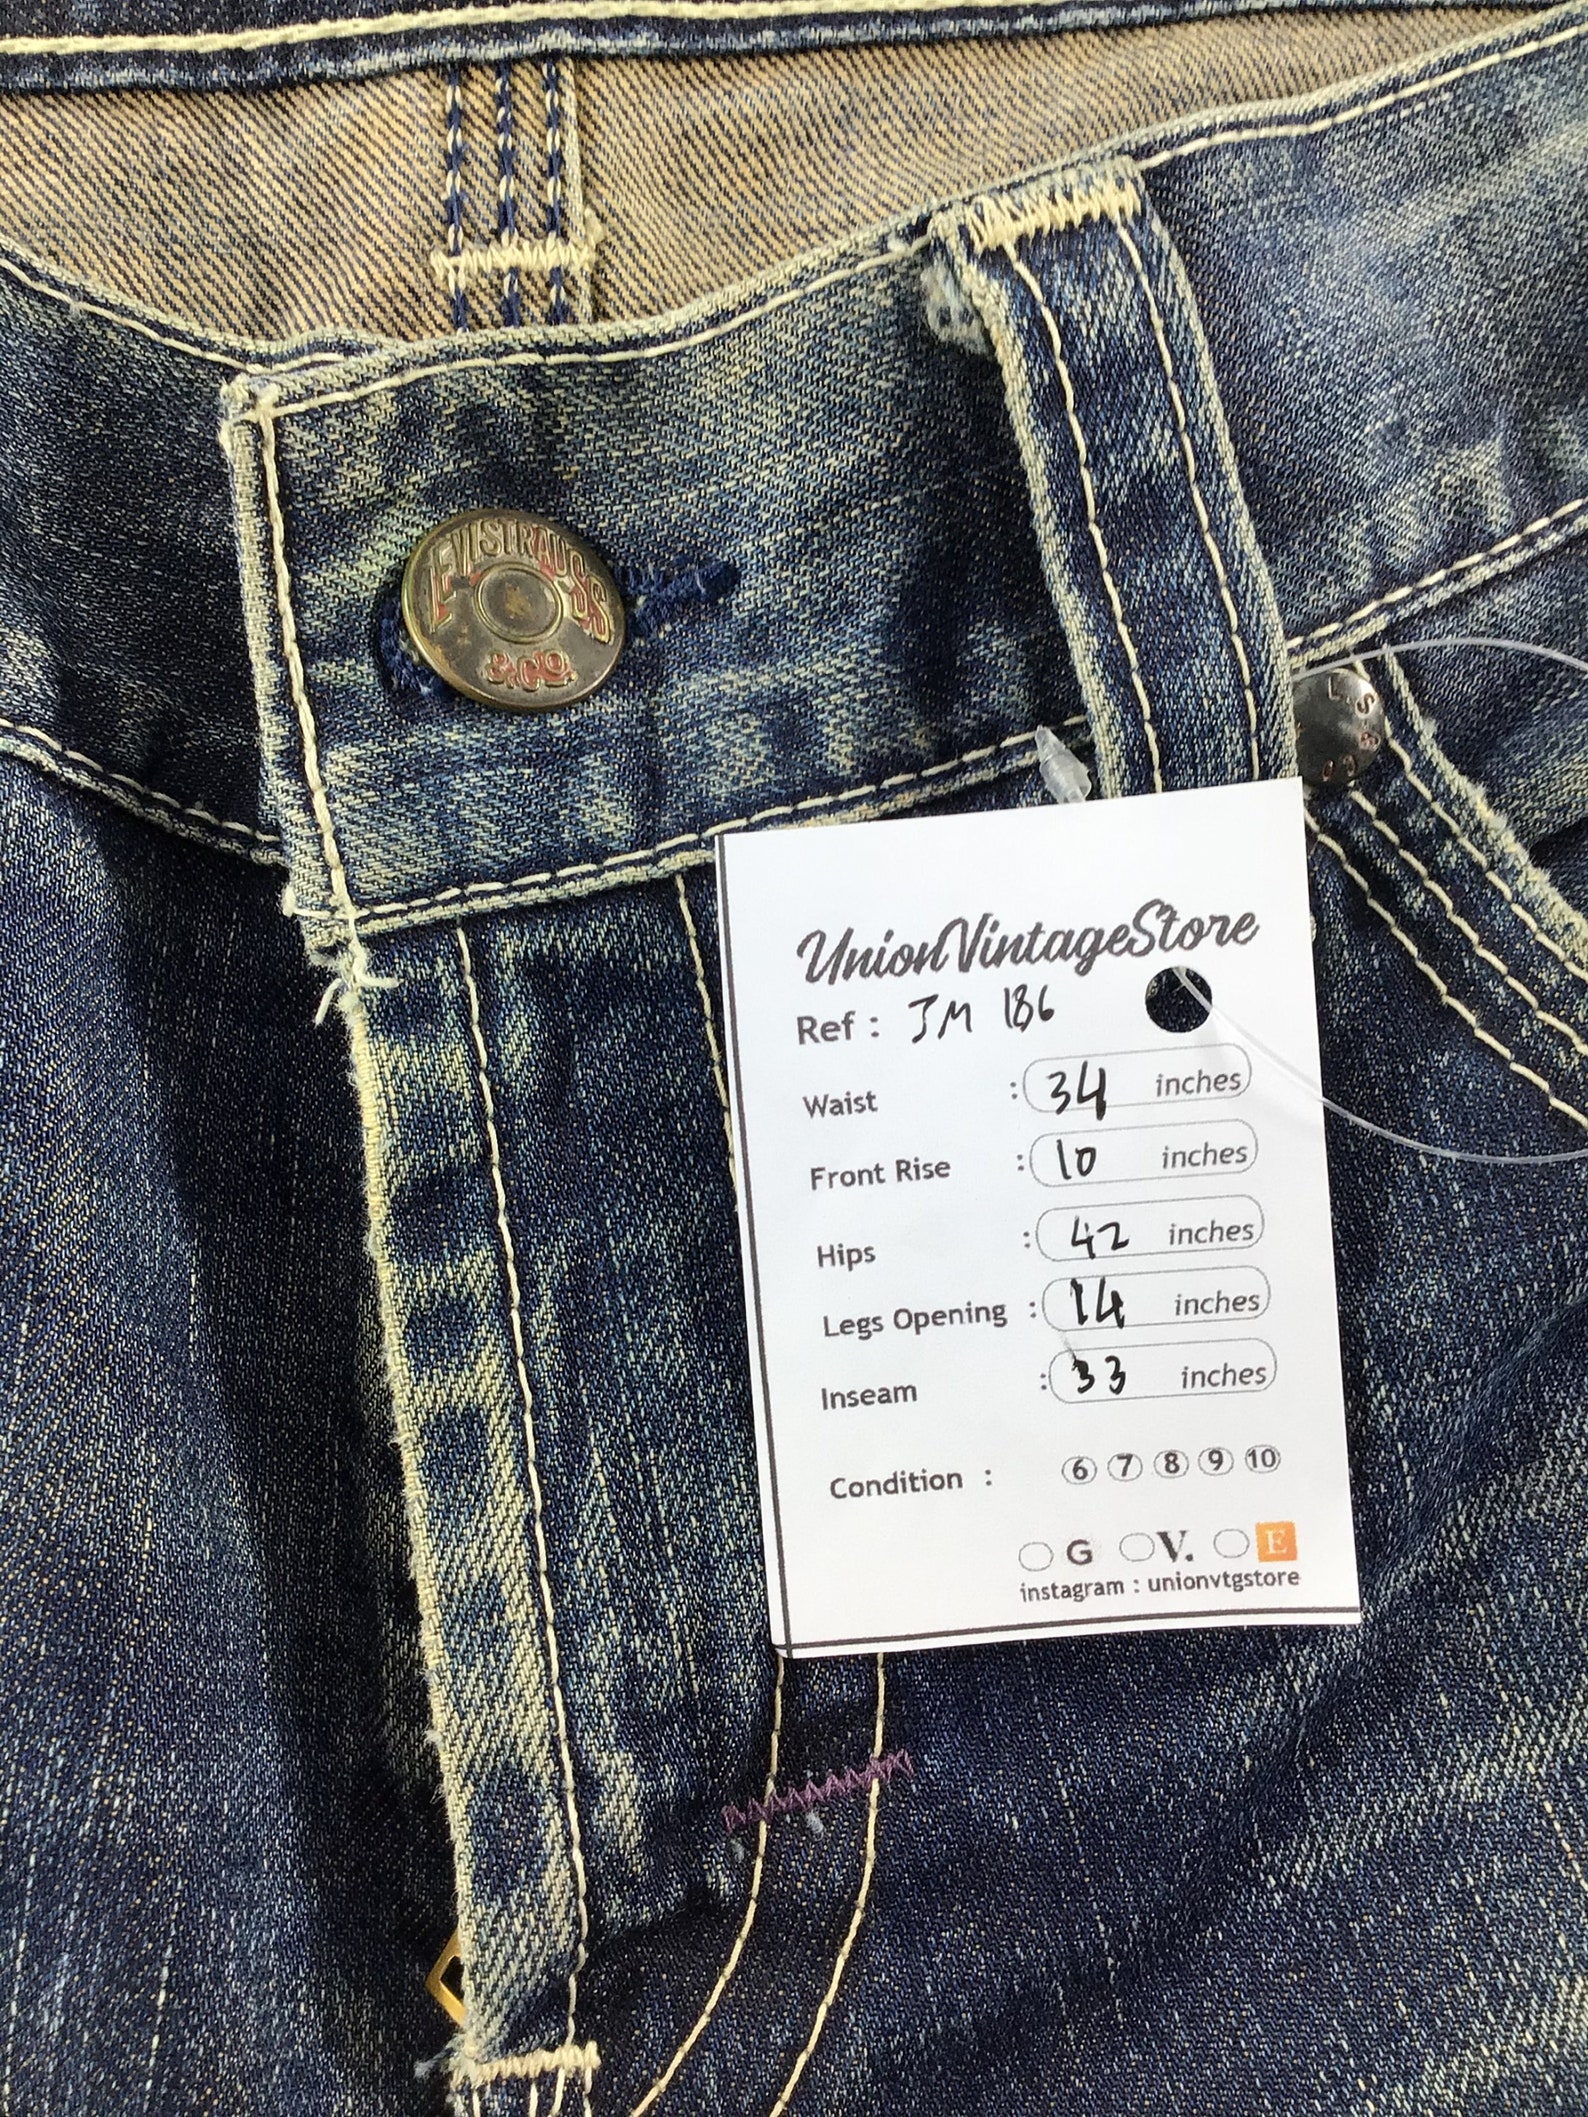 LEVI STRAUSS
& CO.
L S & CO
UnionVintageStore
Ref : JM 186
Waist : 34 inches
Front Rise : 10 inches
Hips : 42 inches
Legs Opening : 14 inches
Inseam : 33 inches
Condition : 6 7 8 9 10
G V. E
instagram : unionvtgstore